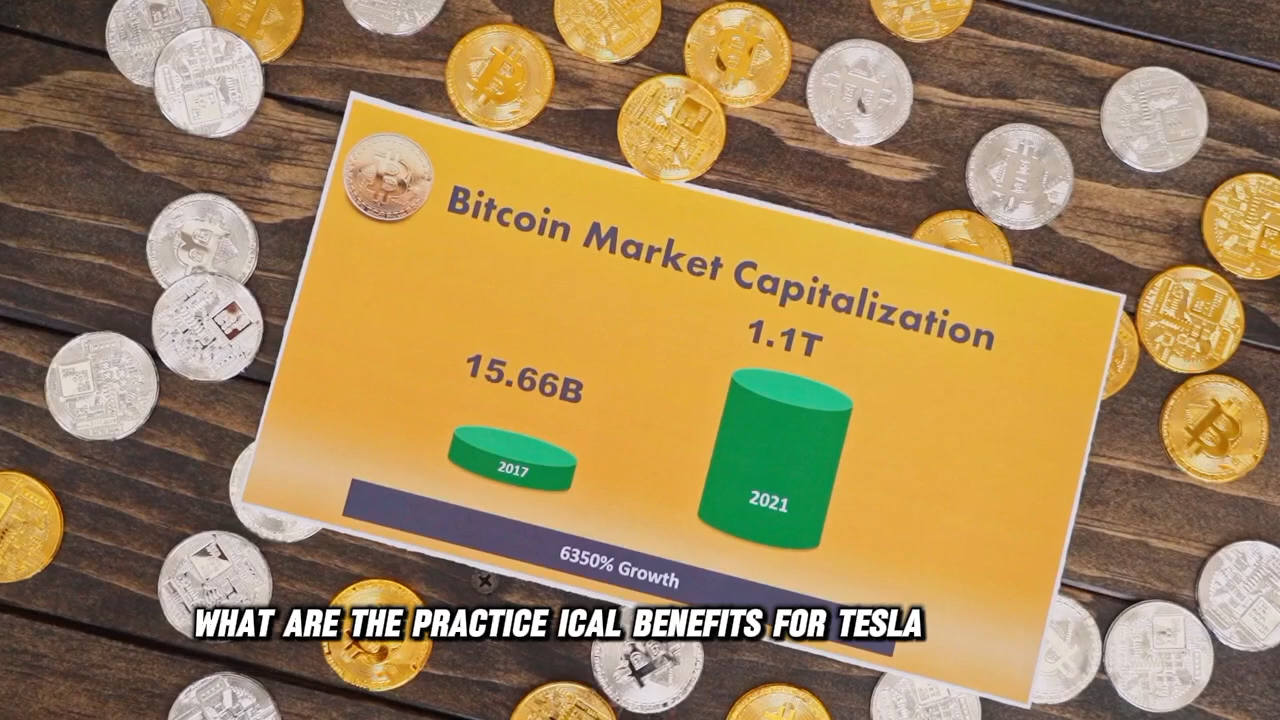 Bitcoin Market Capitalization
1.1T
15.66B
2017
2021
6350% Growth
WHAT ARE THE PRACTICE ICAL BENEFITS FOR TESLA